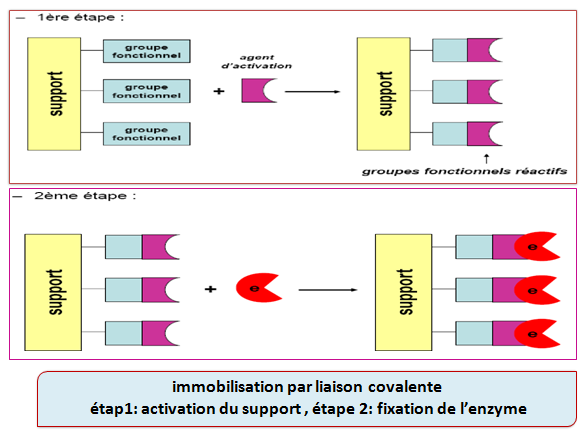 – 1ère étape :
support
groupe
fonctionnel
groupe
fonctionnel
groupe
fonctionnel
+
agent
d'activation
support
groupes fonctionnels réactifs
– 2ème étape :
support
+
e
support
e
e
e
immobilisation par liaison covalente
étap1: activation du support , étape 2: fixation de l'enzyme